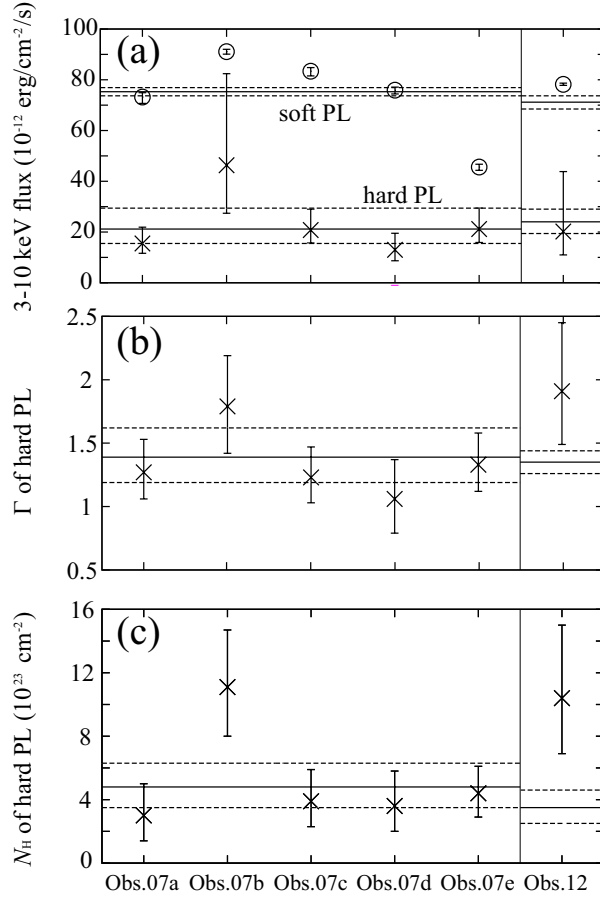 3-10 keV flux (10⁻¹² erg/cm⁻²/s)
100
80
60
40
20
0
(a)
soft PL
hard PL
Γ of hard PL
2.5
2
1.5
1
0.5
(b)
N_H of hard PL (10²³ cm⁻²)
16
12
8
4
0
(c)
Obs.07a Obs.07b Obs.07c Obs.07d Obs.07e Obs.12